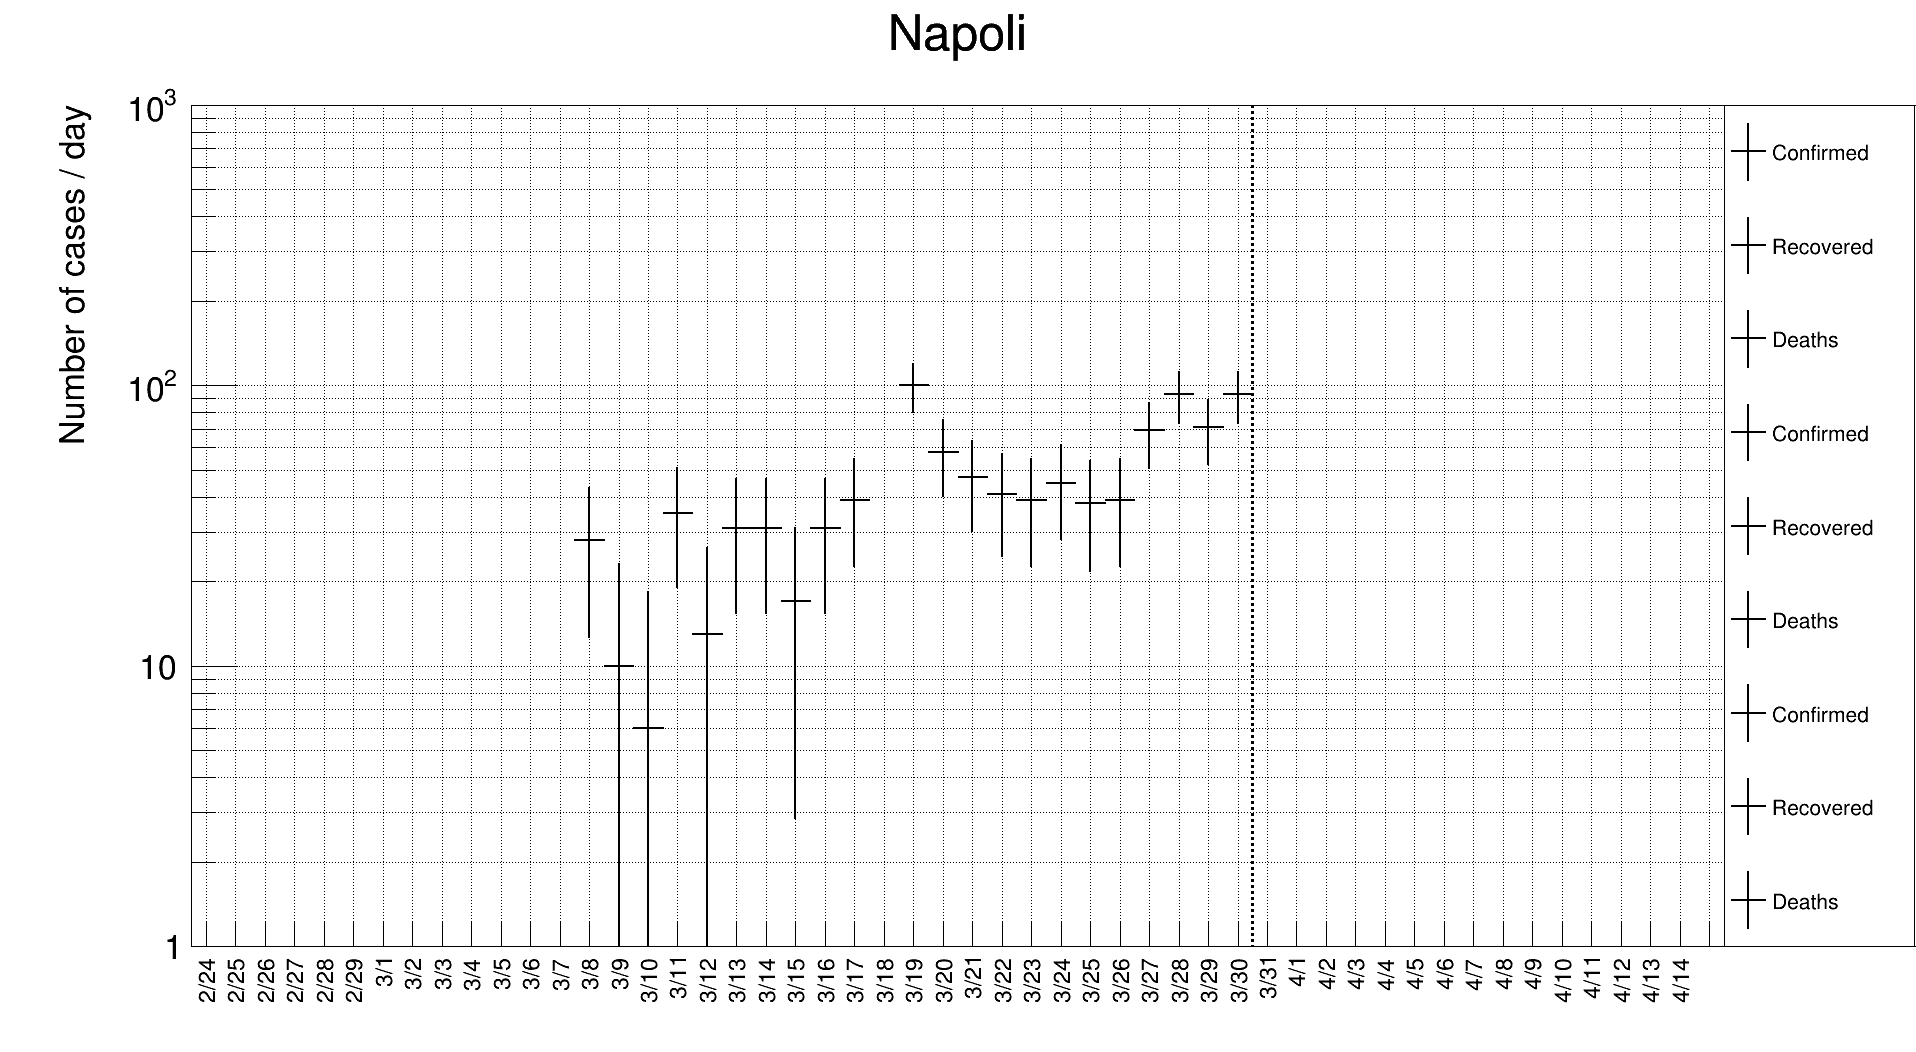 Napoli
Number of cases / day
10³
10²
10
1
2/24 2/25 2/26 2/27 2/28 2/29 3/1 3/2 3/3 3/4 3/5 3/6 3/7 3/8 3/9 3/10 3/11 3/12 3/13 3/14 3/15 3/16 3/17 3/18 3/19 3/20 3/21 3/22 3/23 3/24 3/25 3/26 3/27 3/28 3/29 3/30 3/31 4/1 4/2 4/3 4/4 4/5 4/6 4/7 4/8 4/9 4/10 4/11 4/12 4/13 4/14
Confirmed
Recovered
Deaths
Confirmed
Recovered
Deaths
Confirmed
Recovered
Deaths